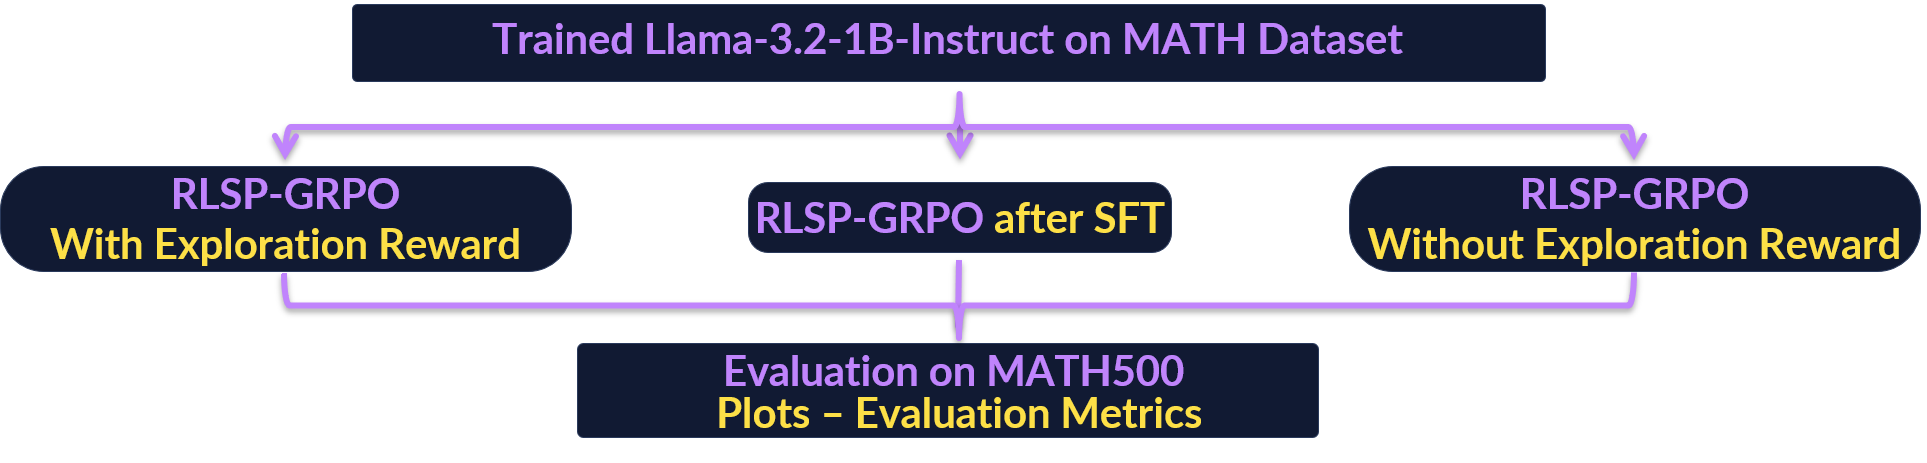 Trained Llama-3.2-1B-Instruct on MATH Dataset
RLSP-GRPO
With Exploration Reward
RLSP-GRPO after SFT
RLSP-GRPO
Without Exploration Reward
Evaluation on MATH500
Plots – Evaluation Metrics